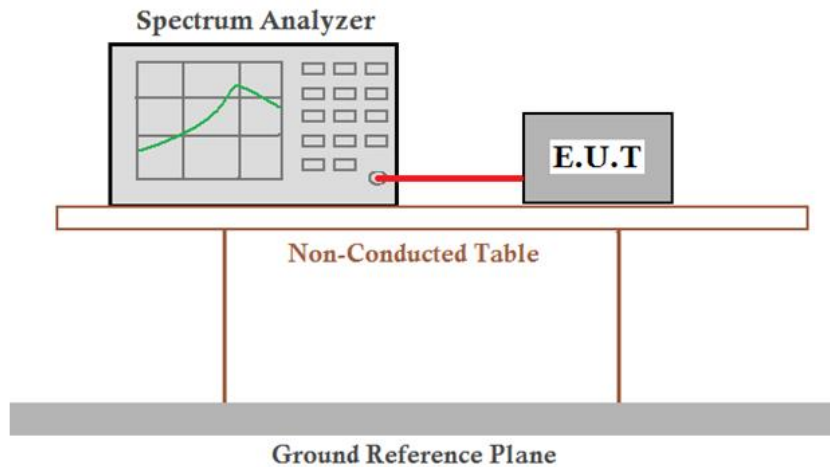 Spectrum Analyzer
E.U.T
Non-Conducted Table
Ground Reference Plane